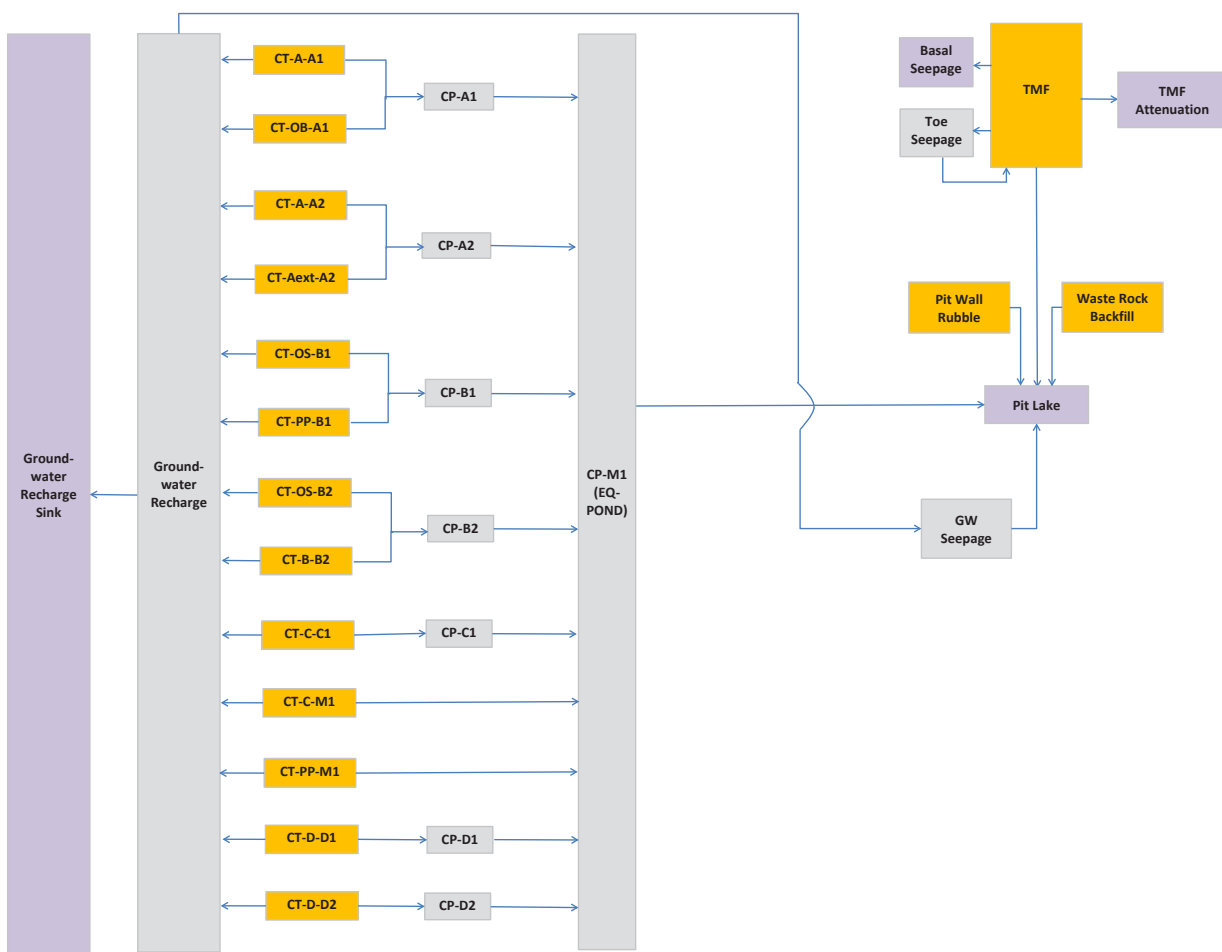 Ground-
water
Recharge
Sink
Ground-
water
Recharge
CT-A-A1
CT-OB-A1
CP-A1
CT-A-A2
CT-Aext-A2
CP-A2
CT-OS-B1
CT-PP-B1
CP-B1
CT-OS-B2
CT-B-B2
CP-B2
CT-C-C1
CP-C1
CT-C-M1
CT-PP-M1
CT-D-D1
CP-D1
CT-D-D2
CP-D2
CP-M1
(EQ-
POND)
Basal
Seepage
Toe
Seepage
TMF
TMF
Attenuation
Pit Wall
Rubble
Waste Rock
Backfill
Pit Lake
GW
Seepage